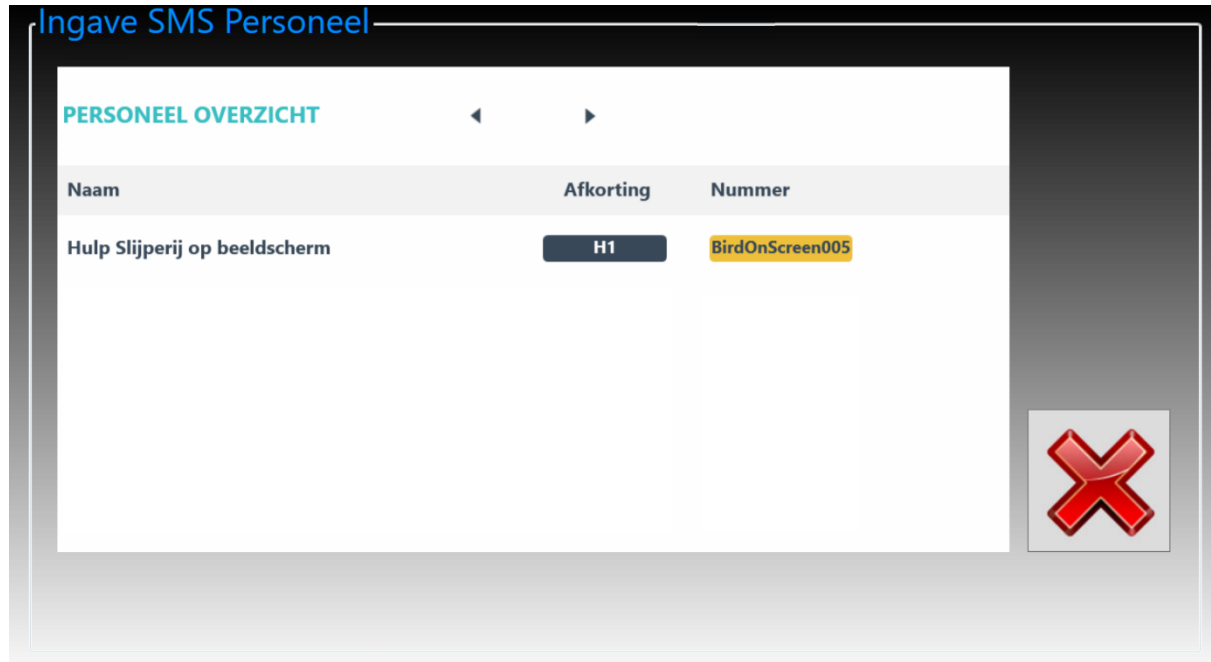 Ingave SMS Personeel
PERSONEEL OVERZICHT
Naam Afkorting Nummer
Hulp Slijperij op beeldscherm H1 BirdOnScreen005